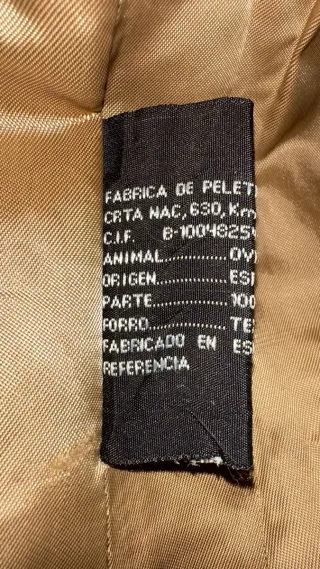 FABRICA DE PELET
CRTA NAC, 630, Km
C.I.F. B-1004825
ANIMAL............ OV
ORIGEN............ ES
PARTE............. 100
FORRO............. TE
FABRICADO EN ES
REFERENCIA